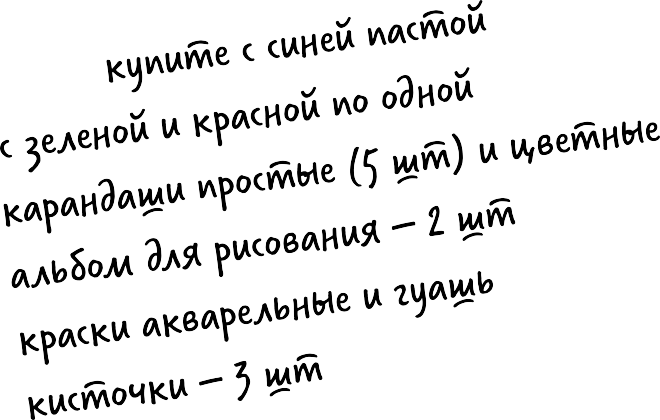 купите с синей пастой
с зеленой и красной по одной
карандаши простые (5 шт) и цветные
альбом для рисования – 2 шт
краски акварельные и гуашь
кисточки – 3 шт